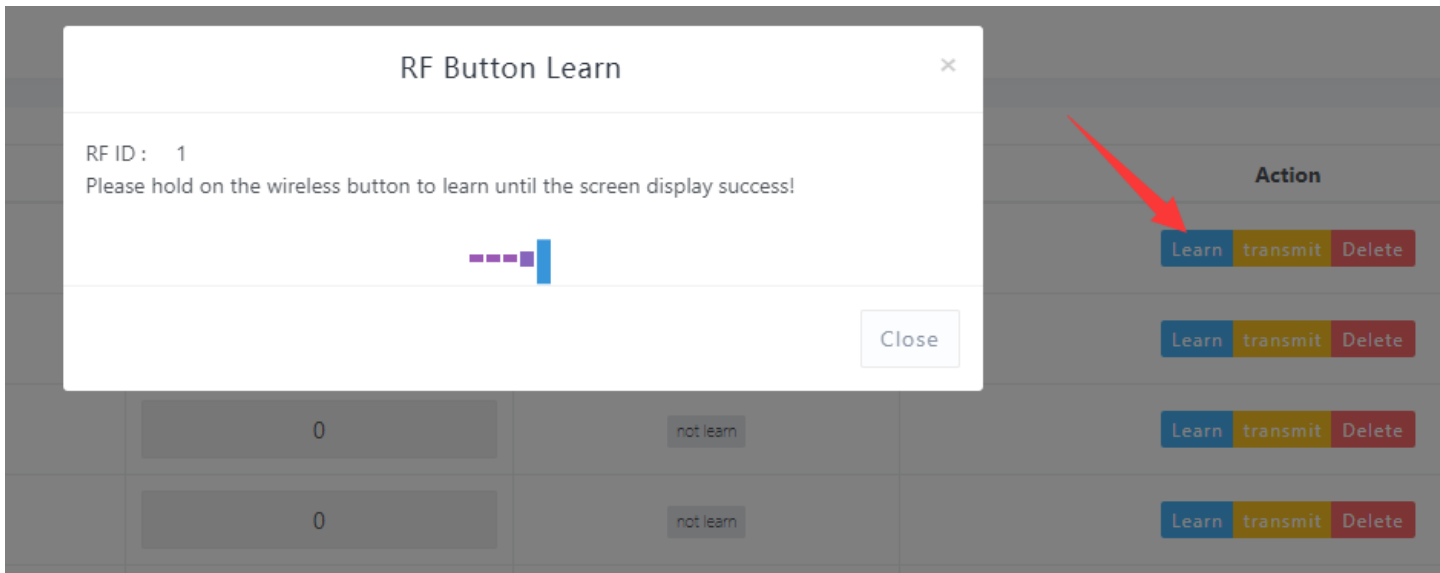 RF Button Learn ×
RF ID : 1
Please hold on the wireless button to learn until the screen display success!
Close
Action
Learn transmit Delete
Learn transmit Delete
0 not learn Learn transmit Delete
0 not learn Learn transmit Delete